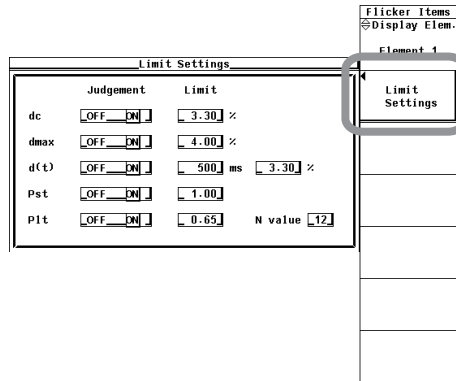 Flicker Items
Display Elem.
Element 1
Limit
Settings
Limit Settings
Judgement Limit
dc OFF ON 3.30 %
dmax OFF ON 4.00 %
d(t) OFF ON 500 ms 3.30 %
Pst OFF ON 1.00
Plt OFF ON 0.65 N value 12